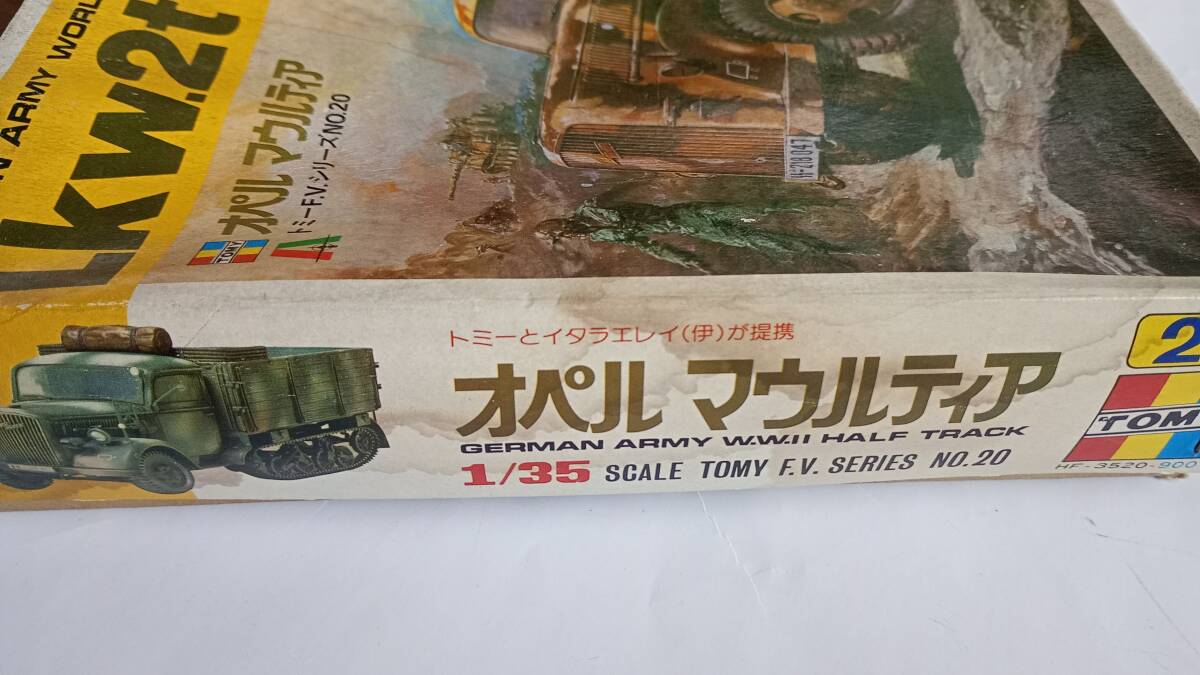 N ARMY WORL
Lkw.2t
オペル マウルティア
トミーF.V.シリーズNO.20
TOMY
トミーとイタラエレイ(伊)が提携
オペル マウルティア
GERMAN ARMY W.W.II HALF TRACK
1/35 SCALE TOMY F.V. SERIES NO.20
2
TOM
HF-3520-900